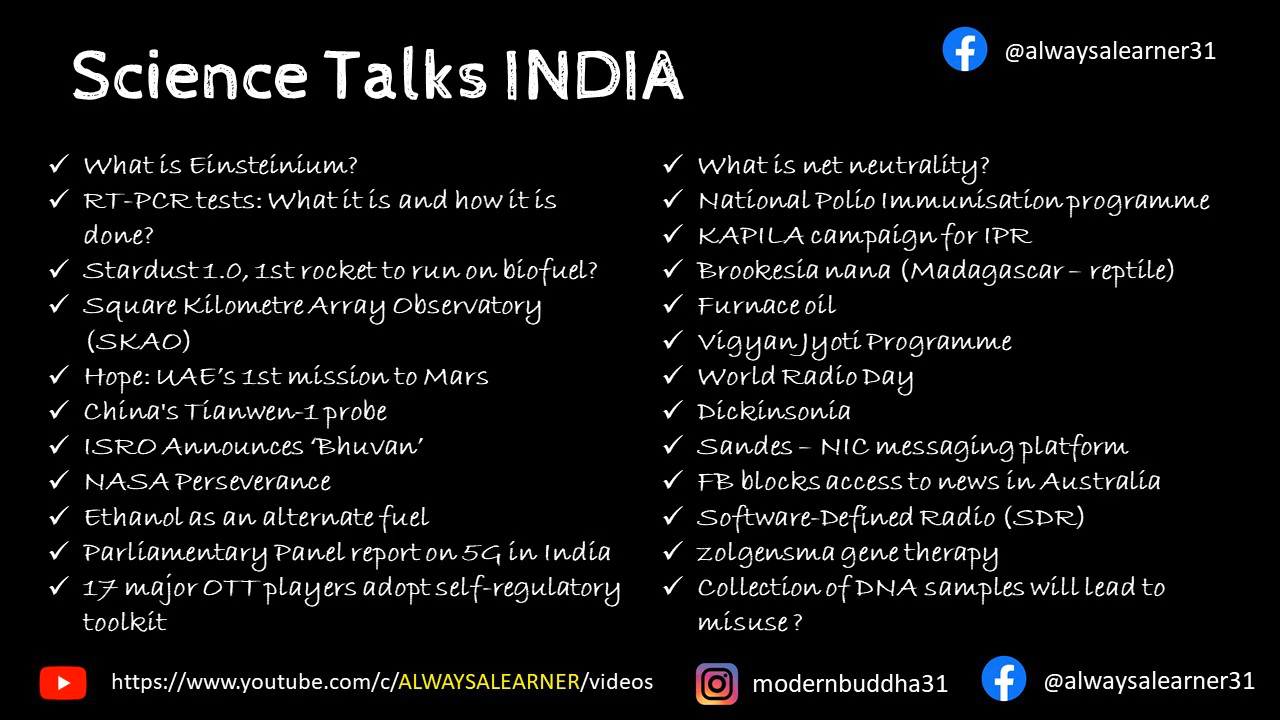 Science Talks INDIA
@alwaysalearner31
✓ What is Einsteinium?
✓ RT-PCR tests: What it is and how it is
done?
✓ Stardust 1.0, 1st rocket to run on biofuel?
✓ Square Kilometre Array Observatory
(SKAO)
✓ Hope: UAE’s 1st mission to Mars
✓ China's Tianwen-1 probe
✓ ISRO Announces ‘Bhuvan’
✓ NASA Perseverance
✓ Ethanol as an alternate fuel
✓ Parliamentary Panel report on 5G in India
✓ 17 major OTT players adopt self-regulatory
toolkit
✓ What is net neutrality?
✓ National Polio Immunisation programme
✓ KAPILA campaign for IPR
✓ Brookesia nana (Madagascar – reptile)
✓ Furnace oil
✓ Vigyan Jyoti Programme
✓ World Radio Day
✓ Dickinsonia
✓ Sandes – NIC messaging platform
✓ FB blocks access to news in Australia
✓ Software-Defined Radio (SDR)
✓ zolgensma gene therapy
✓ Collection of DNA samples will lead to
misuse ?
https://www.youtube.com/c/ALWAYSALEARNER/videos
modernbuddha31
@alwaysalearner31